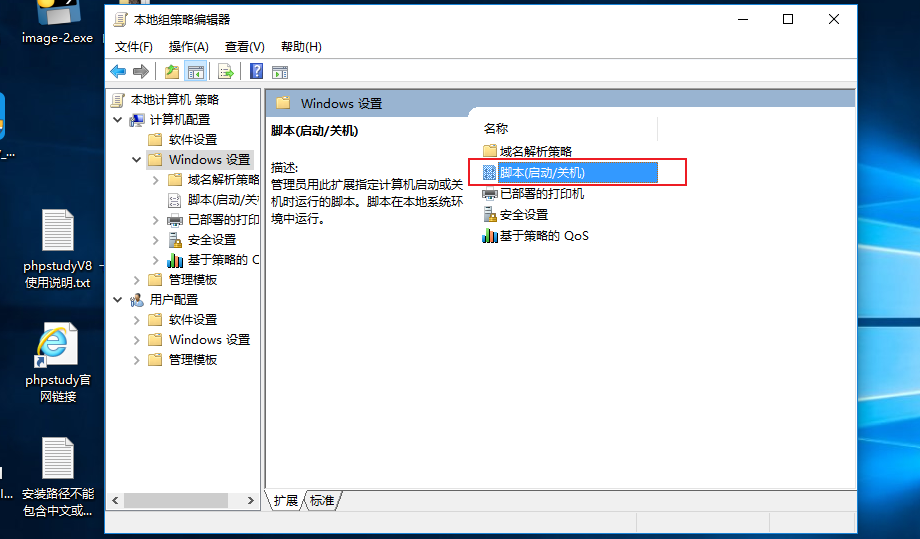 image-2.exe
phpstudyV8
使用说明.txt
phpstudy官
网链接
安装路径不能
包含中文或...
本地组策略编辑器
文件(F) 操作(A) 查看(V) 帮助(H)
本地计算机 策略
计算机配置
软件设置
Windows 设置
域名解析策略
脚本(启动/关
已部署的打印
安全设置
基于策略的
管理模板
用户配置
软件设置
Windows 设置
管理模板
Windows 设置
脚本(启动/关机)
描述:
管理员用此扩展指定计算机启动或关
机时运行的脚本。脚本在本地系统环
境中运行。
名称
域名解析策略
脚本(启动/关机)
已部署的打印机
安全设置
基于策略的 QoS
扩展 标准